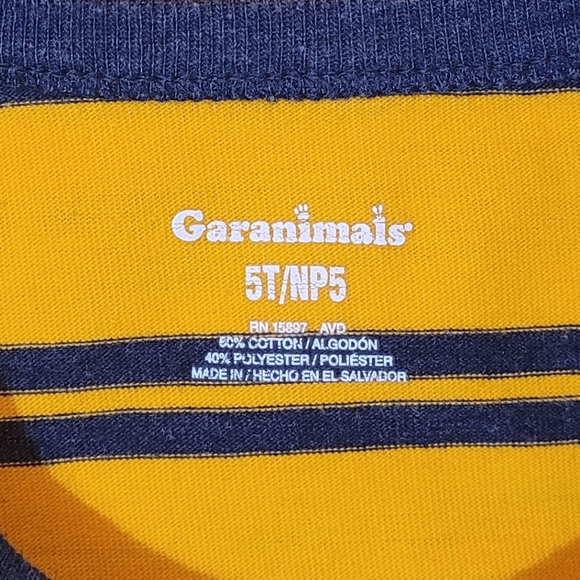 Garanimals®
5T/NP5
RN 15897 AVD
60% COTTON / ALGODÓN
40% POLYESTER / POLIÉSTER
MADE IN / HECHO EN EL SALVADOR